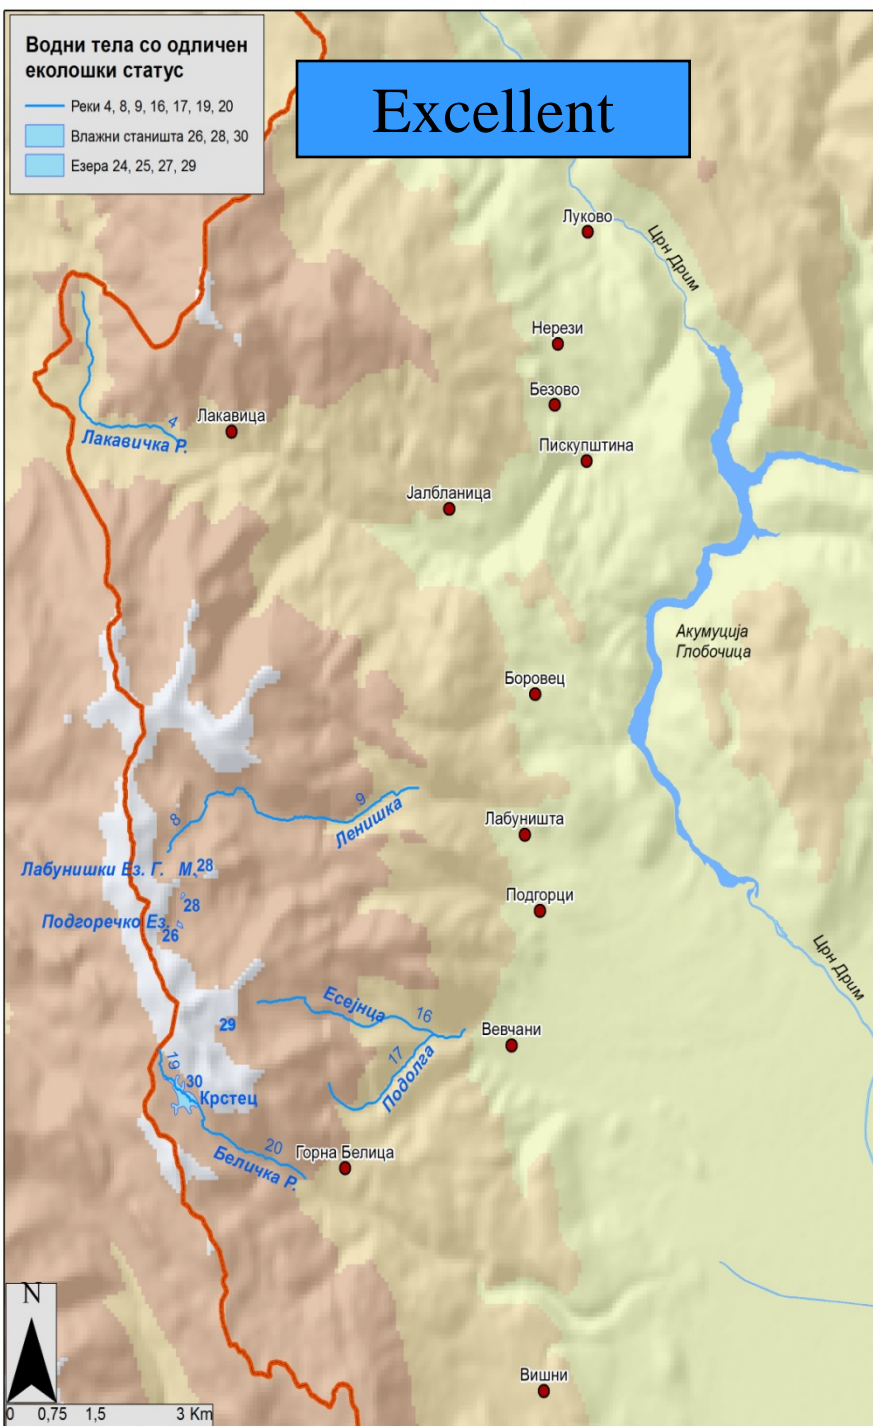 Водни тела со одличен
еколошки статус
Реки 4, 8, 9, 16, 17, 19, 20
Влажни станишта 26, 28, 30
Езера 24, 25, 27, 29
Excellent
Луково
Црн Дрим
Нерези
Безово
4
Лакавица
Лакавичка Р.
Пискупштина
Јалбланица
Акумуција
Глобочица
Боровец
8
9
Ленишка
Лабуништа
Лабунишки Ез. Г. М.
28
Подгорци
28
Подгоречко Ез.
26
Црн Дрим
Есејнца
16
29
Вевчани
17
Подолга
19
30
Крстец
20
Беличка Р.
Горна Белица
N
Вишни
0 0,75 1,5 3 Km